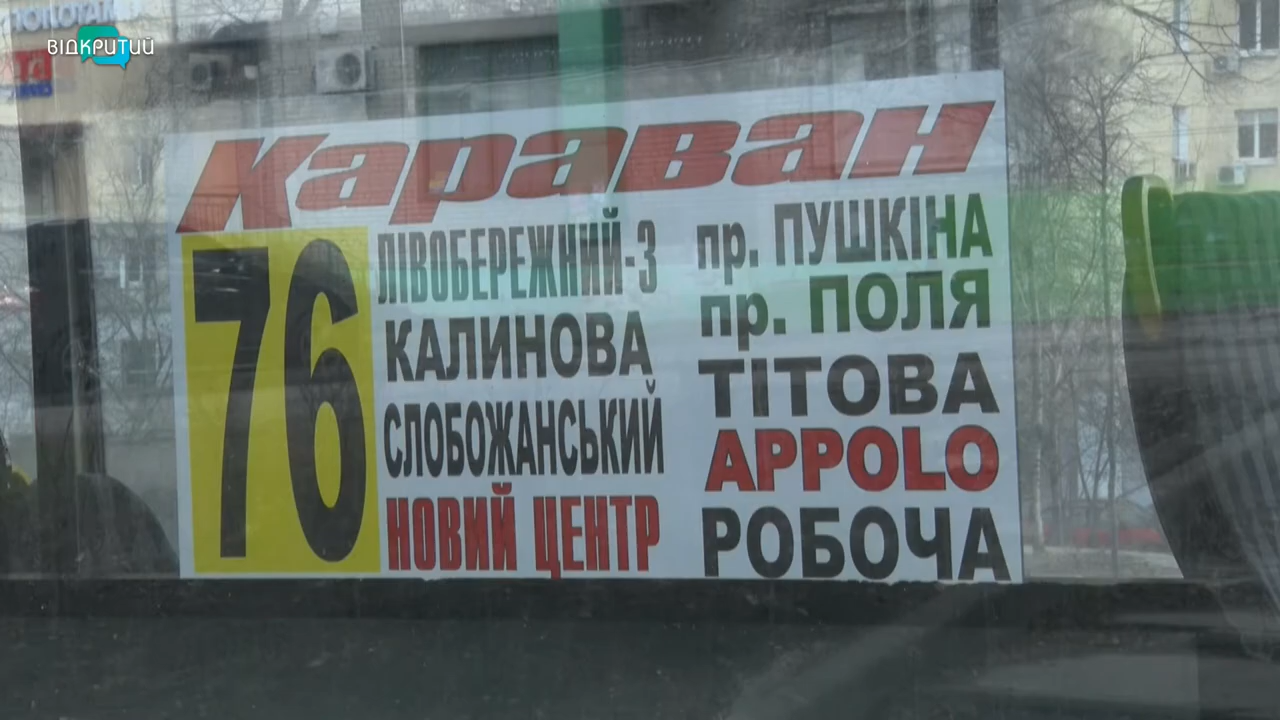 ВІДКРИТИЙ
Караван
76
ЛІВОБЕРЕЖНИЙ-3
КАЛИНОВА
СЛОБОЖАНСЬКИЙ
НОВИЙ ЦЕНТР
пр. ПУШКІНА
пр. ПОЛЯ
ТІТОВА
APPOLO
РОБОЧА